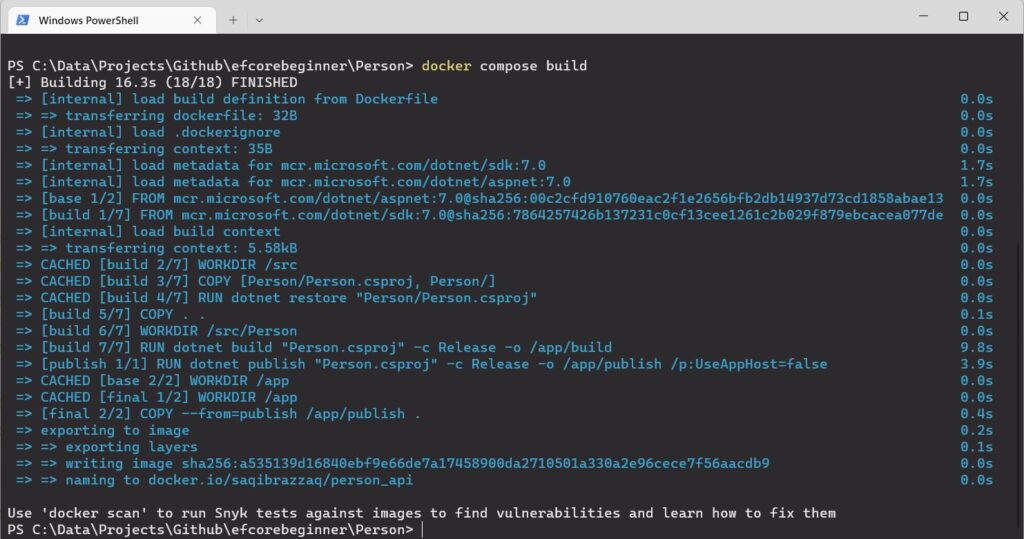 Windows PowerShell
PS C:\Data\Projects\Github\efcorebeginner\Person> docker compose build
[+] Building 16.3s (18/18) FINISHED
=> [internal] load build definition from Dockerfile 0.0s
=> => transferring dockerfile: 32B 0.0s
=> [internal] load .dockerignore 0.0s
=> => transferring context: 35B 0.0s
=> [internal] load metadata for mcr.microsoft.com/dotnet/sdk:7.0 1.7s
=> [internal] load metadata for mcr.microsoft.com/dotnet/aspnet:7.0 1.7s
=> [base 1/2] FROM mcr.microsoft.com/dotnet/aspnet:7.0@sha256:00c2cfd910760eac2f1e2656bfb2db14937d73cd1858abae13 0.0s
=> [build 1/7] FROM mcr.microsoft.com/dotnet/sdk:7.0@sha256:7864257426b137231c0cf13cee1261c2b029f879ebcacea077de 0.0s
=> [internal] load build context 0.0s
=> => transferring context: 5.58kB 0.0s
=> CACHED [build 2/7] WORKDIR /src 0.0s
=> CACHED [build 3/7] COPY [Person/Person.csproj, Person/] 0.0s
=> CACHED [build 4/7] RUN dotnet restore "Person/Person.csproj" 0.0s
=> [build 5/7] COPY . . 0.1s
=> [build 6/7] WORKDIR /src/Person 0.0s
=> [build 7/7] RUN dotnet build "Person.csproj" -c Release -o /app/build 9.8s
=> [publish 1/1] RUN dotnet publish "Person.csproj" -c Release -o /app/publish /p:UseAppHost=false 3.9s
=> CACHED [base 2/2] WORKDIR /app 0.0s
=> CACHED [final 1/2] WORKDIR /app 0.0s
=> [final 2/2] COPY --from=publish /app/publish . 0.4s
=> exporting to image 0.2s
=> => exporting layers 0.1s
=> => writing image sha256:a535139d16840ebf9e66de7a17458900da2710501a330a2e96cece7f56aacdb9 0.0s
=> => naming to docker.io/saqibrazzaq/person_api 0.0s
Use 'docker scan' to run Snyk tests against images to find vulnerabilities and learn how to fix them
PS C:\Data\Projects\Github\efcorebeginner\Person>